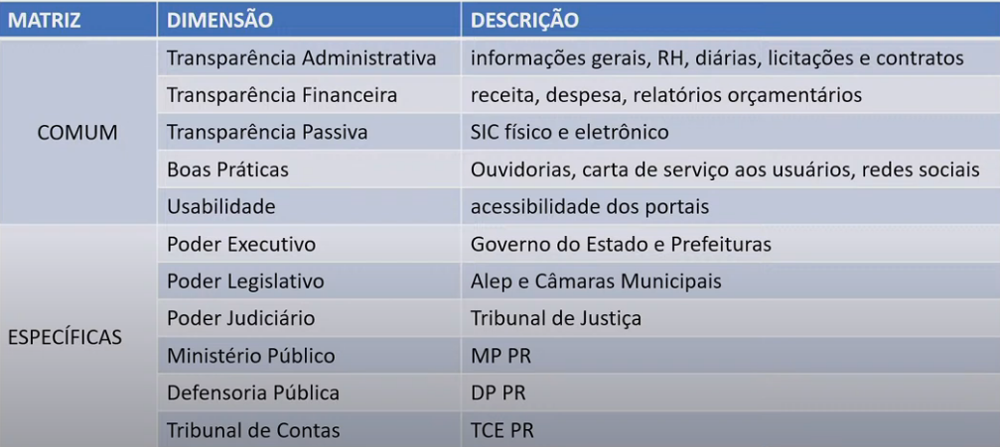 MATRIZ DIMENSÃO DESCRIÇÃO
COMUM
Transparência Administrativa informações gerais, RH, diárias, licitações e contratos
Transparência Financeira receita, despesa, relatórios orçamentários
Transparência Passiva SIC físico e eletrônico
Boas Práticas Ouvidorias, carta de serviço aos usuários, redes sociais
Usabilidade acessibilidade dos portais
ESPECÍFICAS
Poder Executivo Governo do Estado e Prefeituras
Poder Legislativo Alep e Câmaras Municipais
Poder Judiciário Tribunal de Justiça
Ministério Público MP PR
Defensoria Pública DP PR
Tribunal de Contas TCE PR